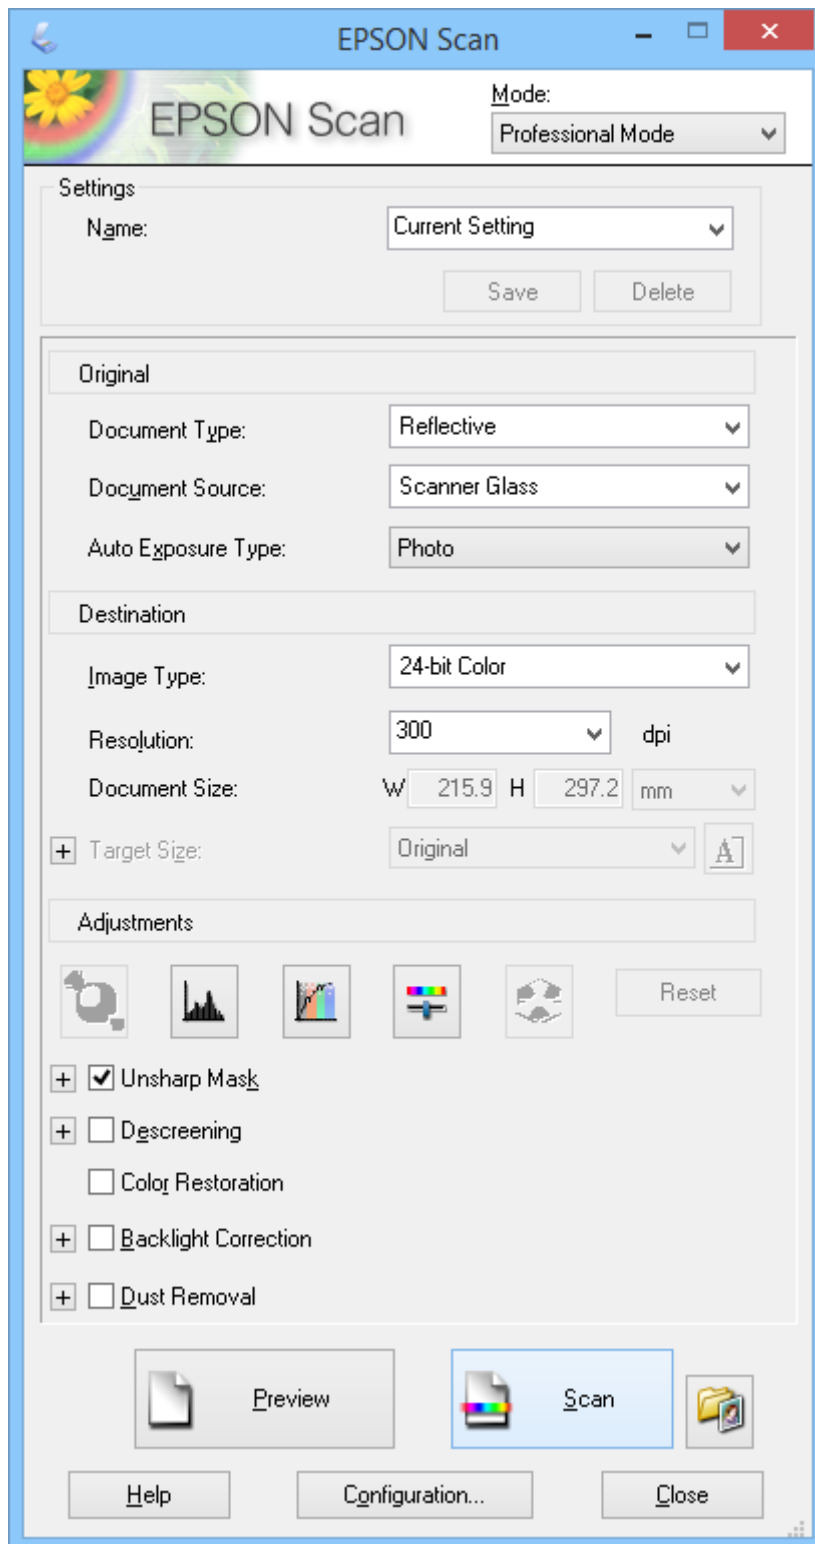 EPSON Scan
EPSON Scan
Mode:
Professional Mode
Settings
Name:
Current Setting
Save
Delete
Original
Document Type:
Reflective
Document Source:
Scanner Glass
Auto Exposure Type:
Photo
Destination
Image Type:
24-bit Color
Resolution:
300
dpi
Document Size:
W 215.9 H 297.2 mm
+ Target Size:
Original
A
Adjustments
Reset
+ Unsharp Mask
+ Descreening
Color Restoration
+ Backlight Correction
+ Dust Removal
Preview
Scan
Help
Configuration...
Close